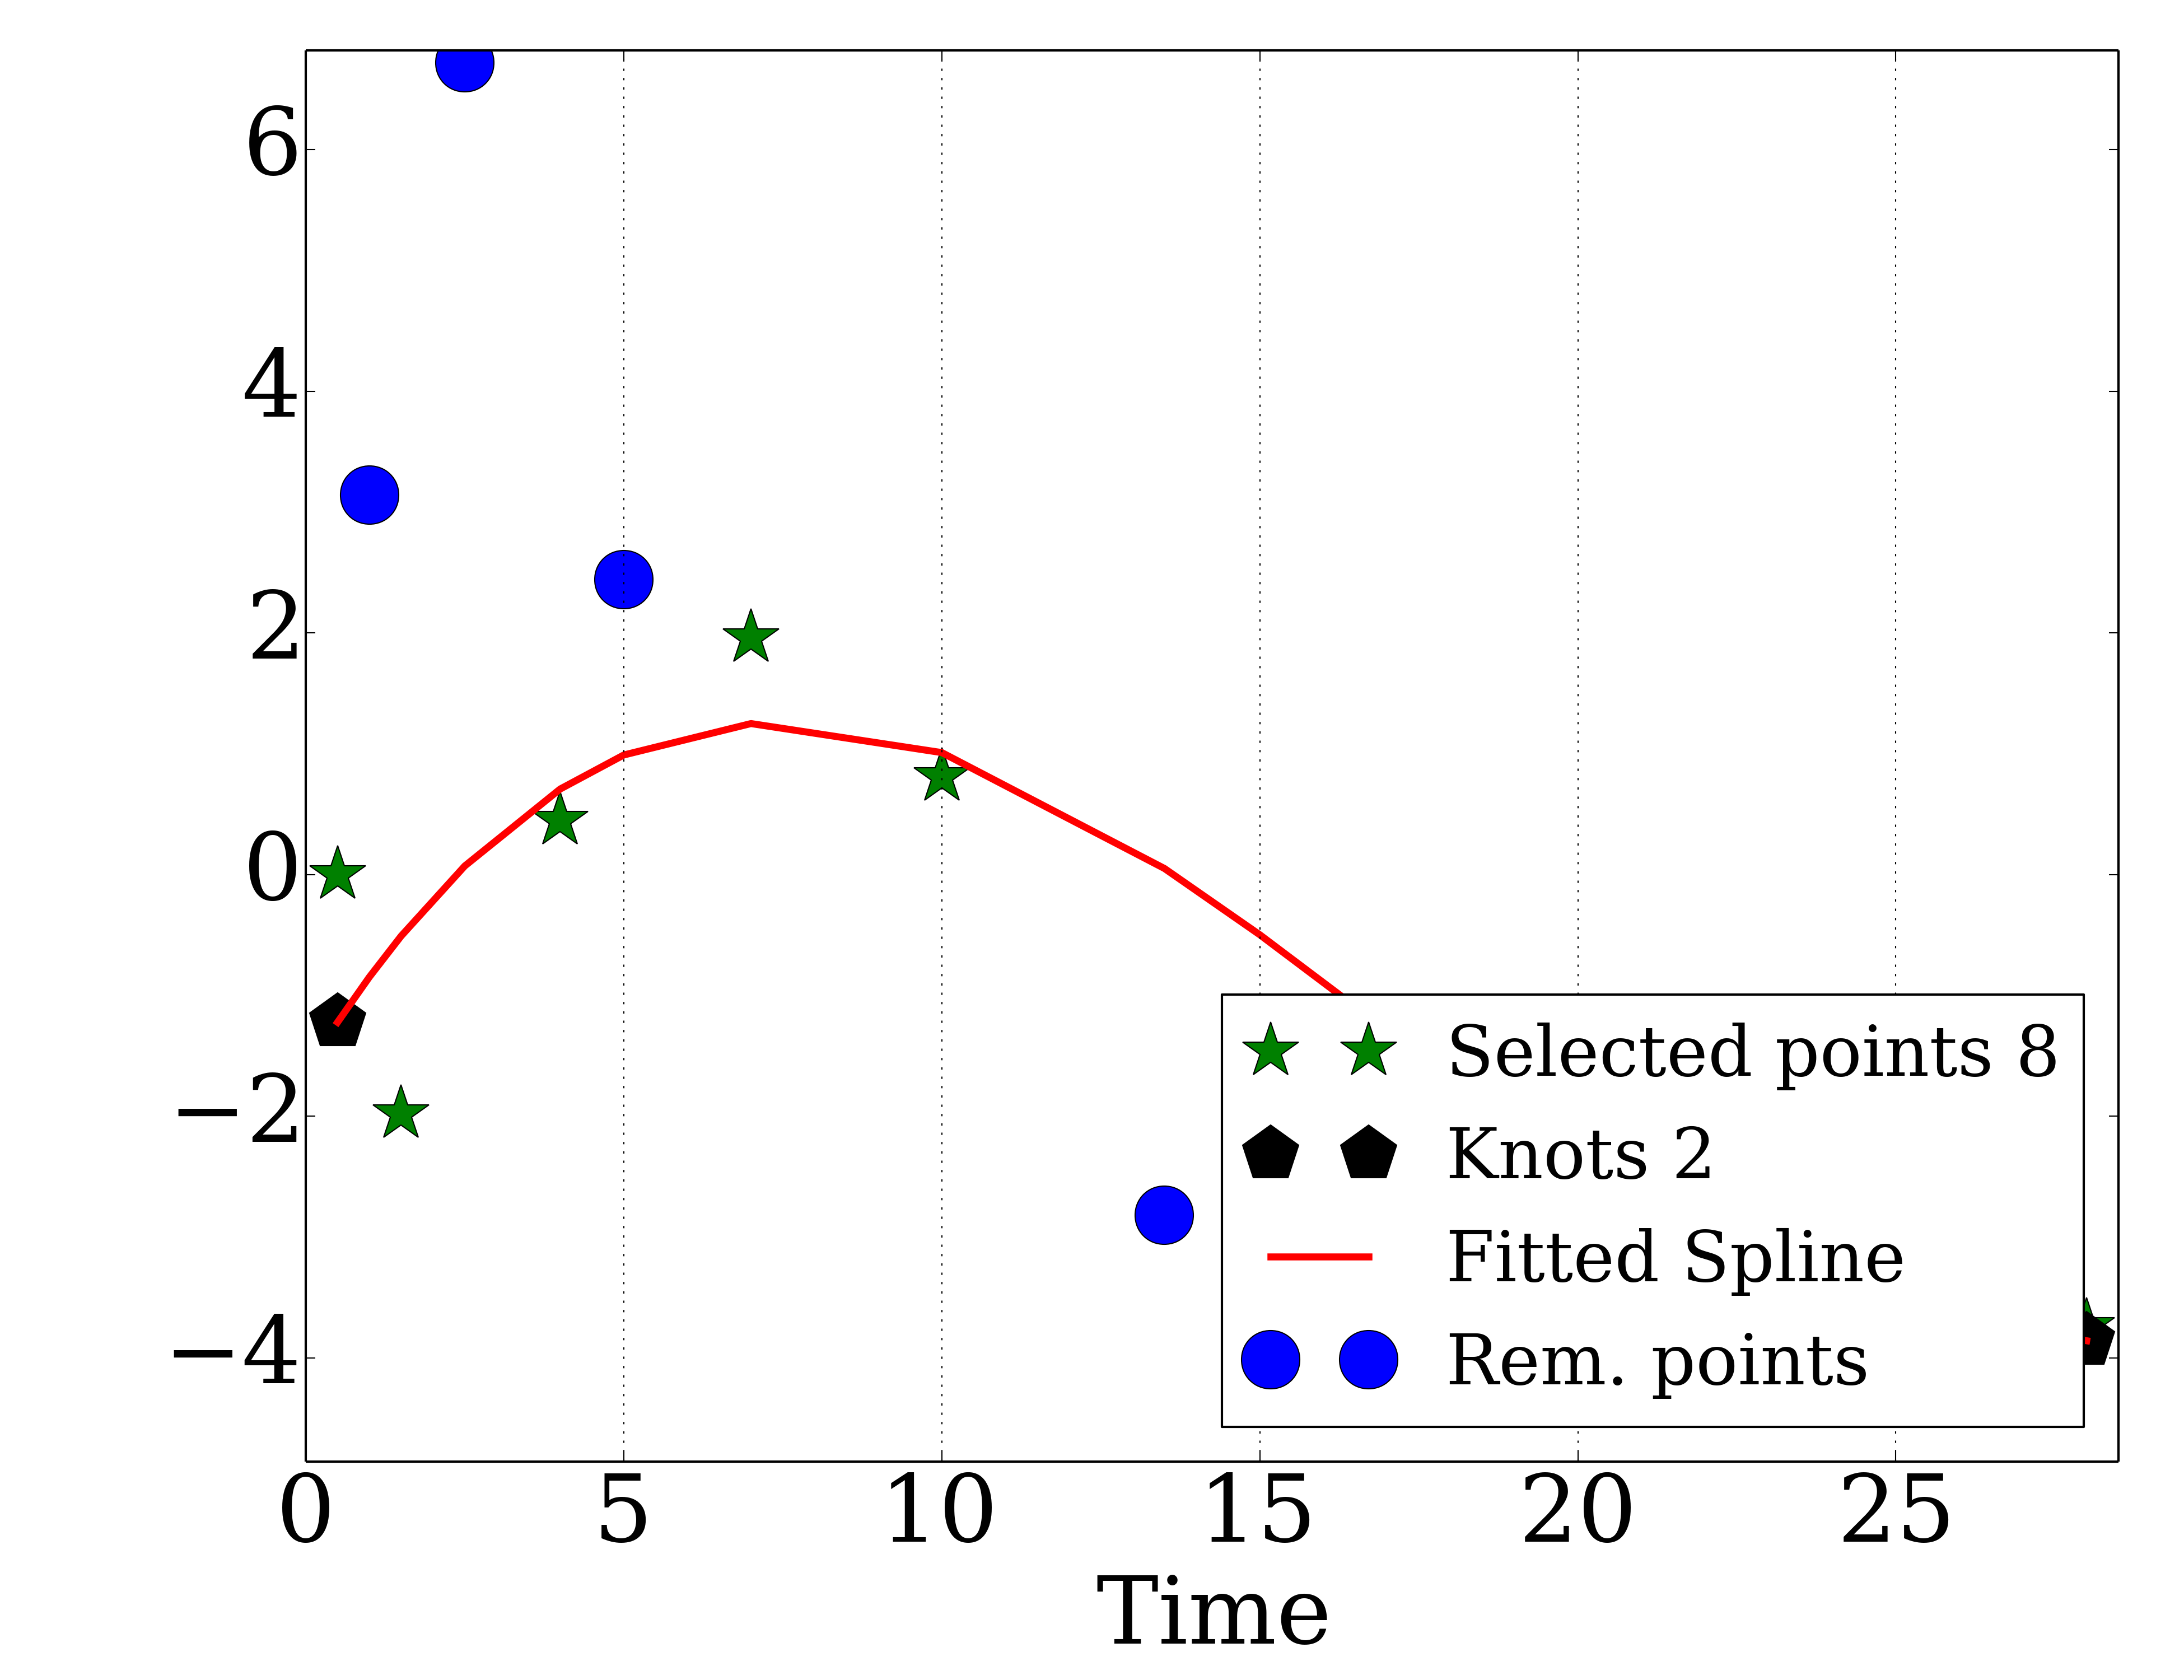 6
4
2
0
−2
−4
0 5 10 15 20 25
Time
Selected points 8
Knots 2
Fitted Spline
Rem. points